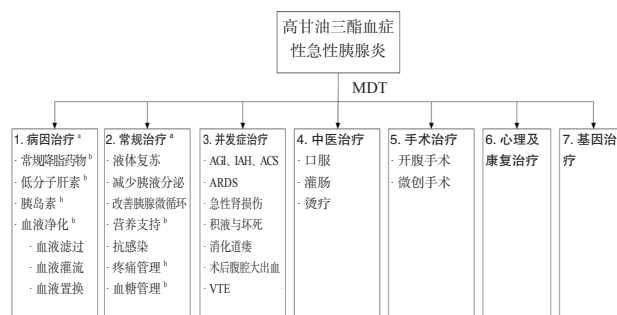 高甘油三酯血症
性急性胰腺炎
MDT
1. 病因治疗 a
· 常规降脂药物 b
· 低分子肝素 b
· 胰岛素 b
· 血液净化 b
· 血液滤过
· 血液灌流
· 血液置换
2. 常规治疗 a
· 液体复苏
· 减少胰液分泌
· 改善胰腺微循环
· 营养支持 b
· 抗感染
· 疼痛管理 b
· 血糖管理 b
3. 并发症治疗
· AGI、IAH、ACS
· ARDS
· 急性肾损伤
· 积液与坏死
· 消化道瘘
· 术后腹腔大出血
· VTE
4. 中医治疗
· 口服
· 灌肠
· 烫疗
5. 手术治疗
· 开腹手术
· 微创手术
6. 心理及
康复治疗
7. 基因治
疗